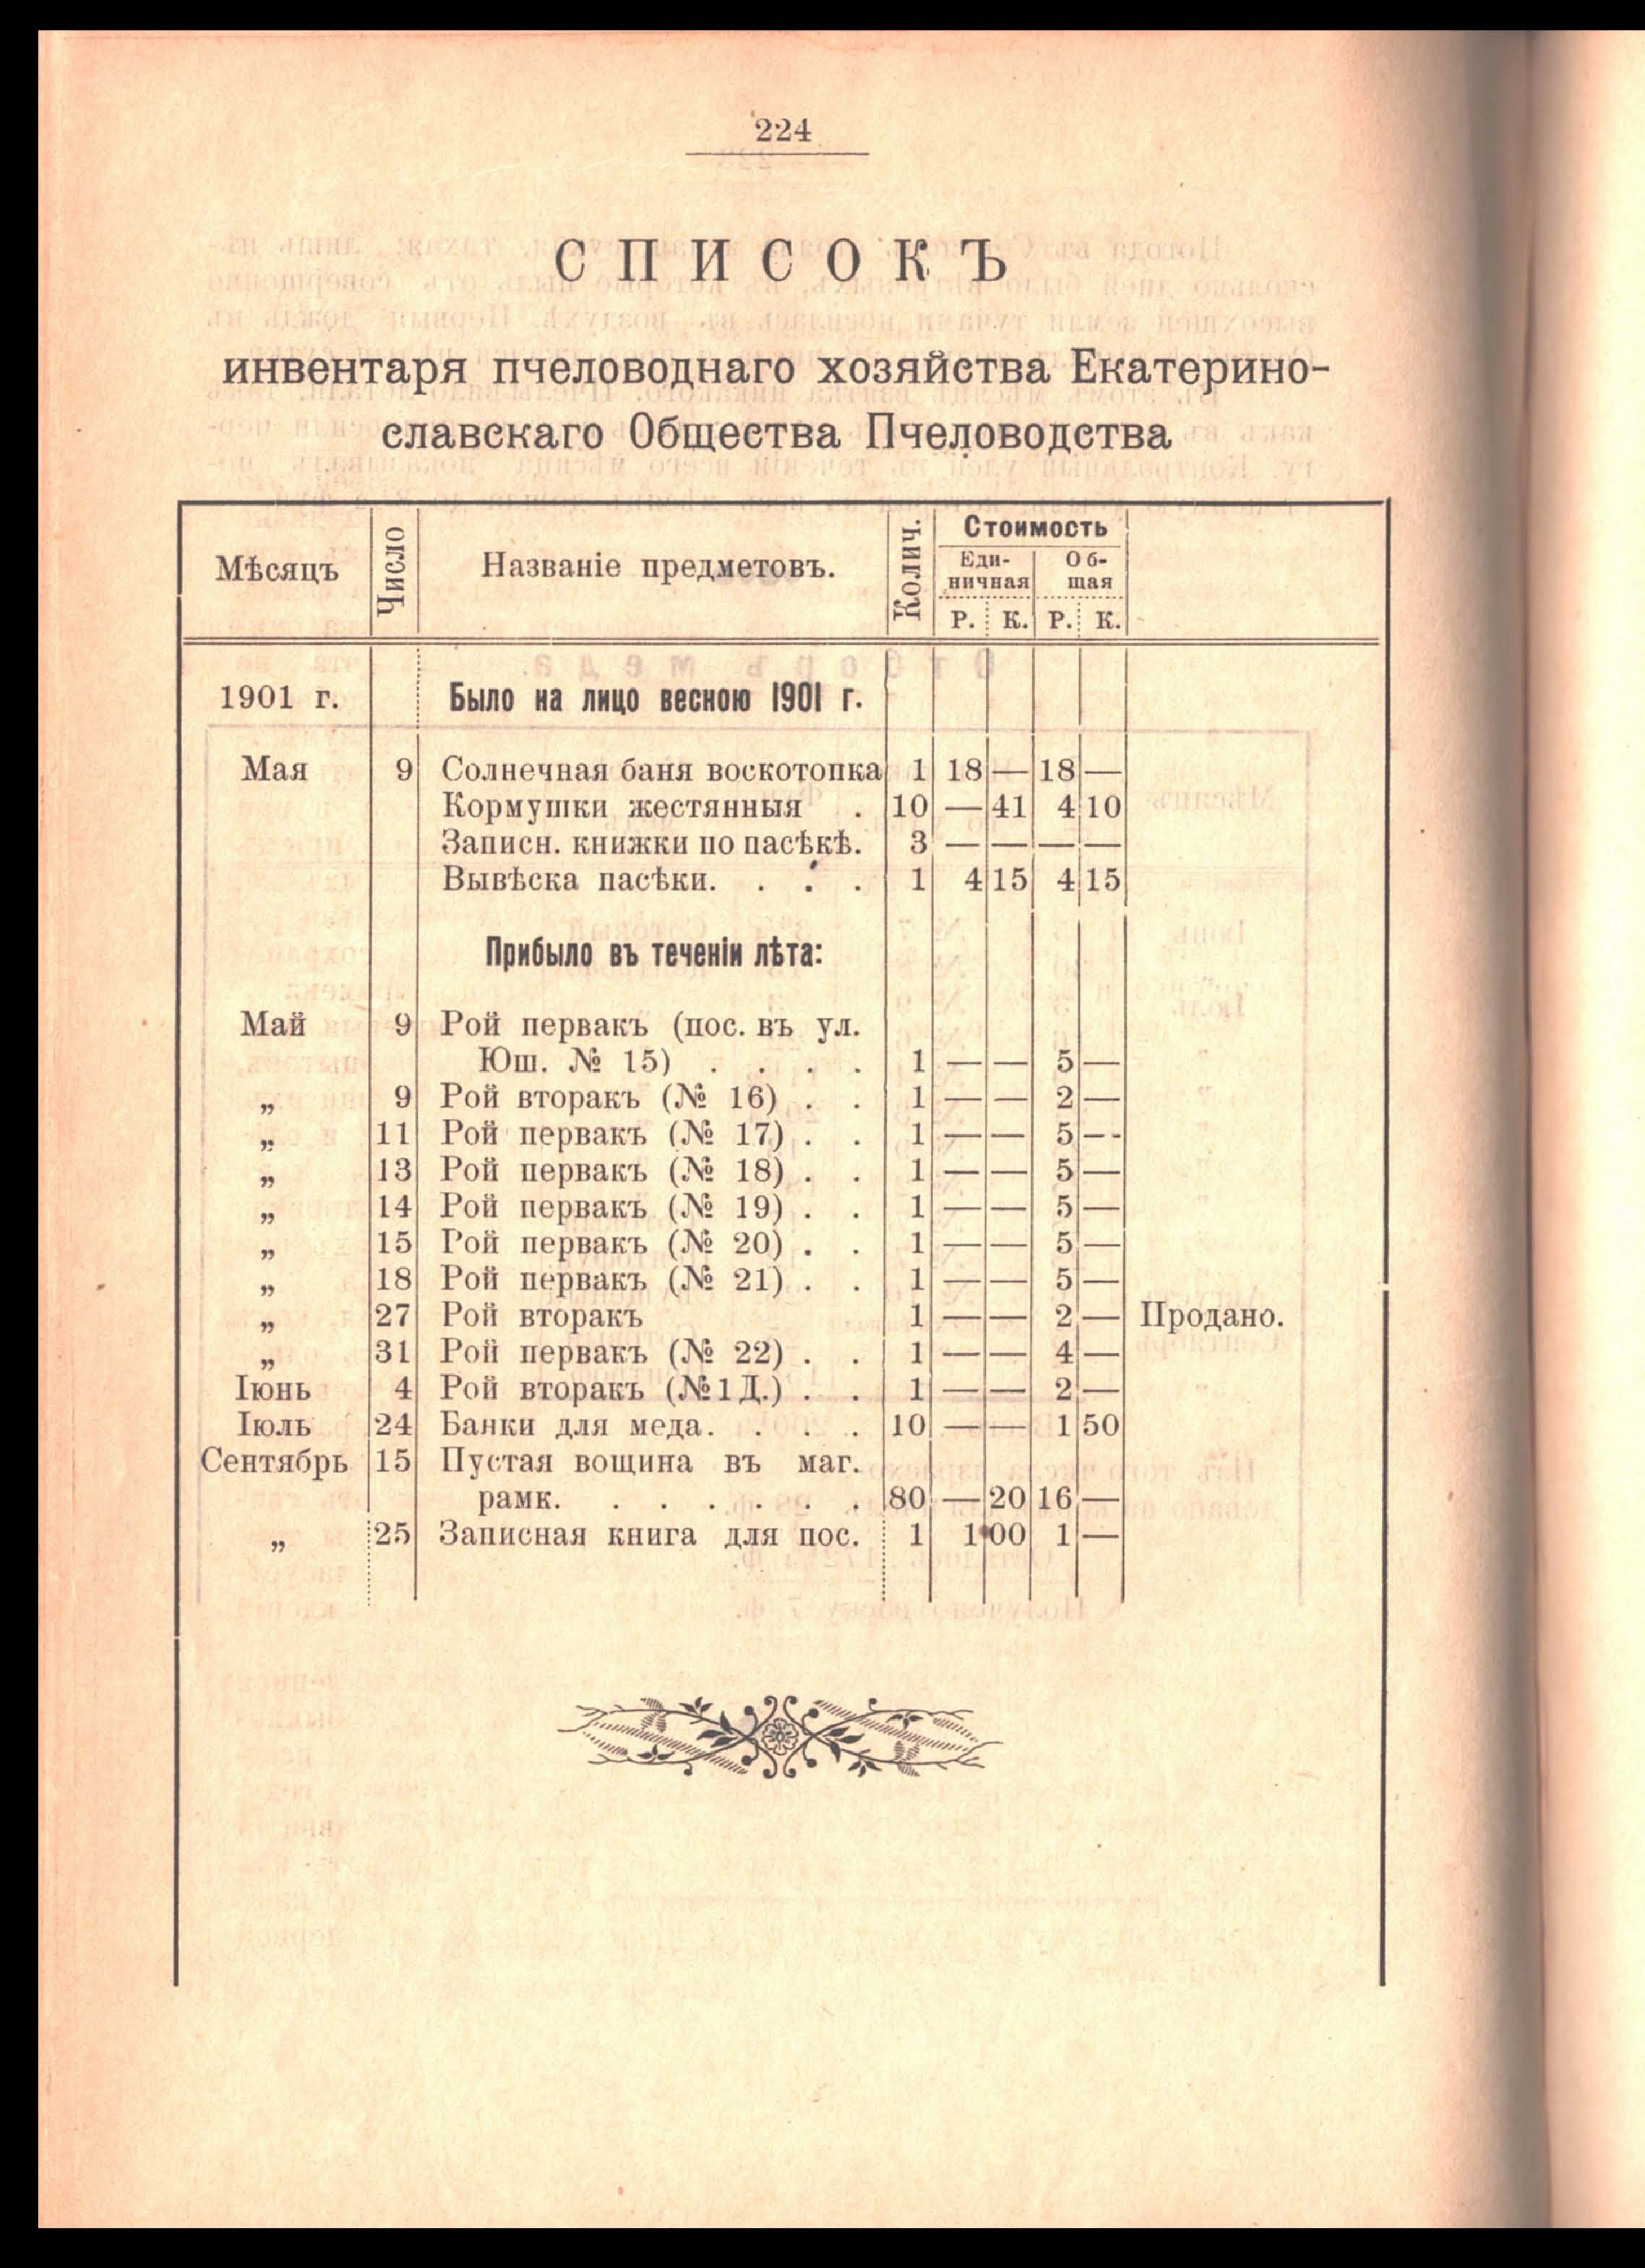 224
СПИСОКЪ
инвентаря пчеловоднаго хозяйства Екатерино-
славскаго Общества Пчеловодства
Мѣсяцъ Число Названіе предметовъ. Колич. Стоимость
Еди- Об-
ничная щая
Р. К. Р. К.
1901 г. Было на лицо весною 1901 г.
Мая 9 Солнечная баня воскотопка 1 18 — 18 —
Кормушки жестянныя . 10 — 41 4 10
Записн. книжки по пасѣкѣ. 3 — — — —
Вывѣска пасѣки. . . . 1 4 15 4 15
Прибыло въ теченіи лѣта:
Май 9 Рой первакъ (пос. въ ул.
Юш. № 15) . . . . 1 — — 5 —
„ 9 Рой вторакъ (№ 16) . . 1 — — 2 —
„ 11 Рой первакъ (№ 17) . . 1 — — 5 —
„ 13 Рой первакъ (№ 18) . . 1 — — 5 —
„ 14 Рой первакъ (№ 19) . . 1 — — 5 —
„ 15 Рой первакъ (№ 20) . . 1 — — 5 —
„ 18 Рой первакъ (№ 21) . . 1 — — 5 —
„ 27 Рой вторакъ 1 — — 2 — Продано.
„ 31 Рой первакъ (№ 22) . . 1 — — 4 —
Іюнь 4 Рой вторакъ (№1 Д.) . . 1 — — 2 —
Іюль 24 Банки для меда. . . . 10 — — 1 50
Сентябрь 15 Пустая вощина въ маг.
рамк. . . . . . . . 80 — 20 16 —
„ 25 Записная книга для пос. 1 1 00 1 —